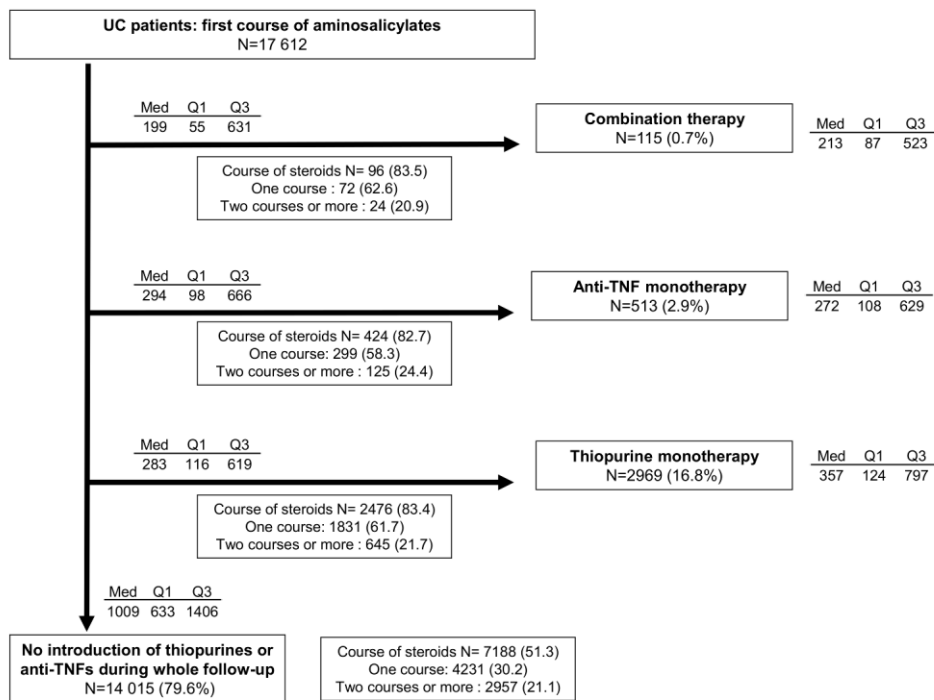 UC patients: first course of aminosalicylates
N=17 612
Med Q1 Q3
199 55 631
Combination therapy
N=115 (0.7%)
Med Q1 Q3
213 87 523
Course of steroids N= 96 (83.5)
One course : 72 (62.6)
Two courses or more : 24 (20.9)
Med Q1 Q3
294 98 666
Anti-TNF monotherapy
N=513 (2.9%)
Med Q1 Q3
272 108 629
Course of steroids N= 424 (82.7)
One course: 299 (58.3)
Two courses or more : 125 (24.4)
Med Q1 Q3
283 116 619
Thiopurine monotherapy
N=2969 (16.8%)
Med Q1 Q3
357 124 797
Course of steroids N= 2476 (83.4)
One course: 1831 (61.7)
Two courses or more : 645 (21.7)
Med Q1 Q3
1009 633 1406
No introduction of thiopurines or
anti-TNFs during whole follow-up
N=14 015 (79.6%)
Course of steroids N= 7188 (51.3)
One course: 4231 (30.2)
Two courses or more : 2957 (21.1)